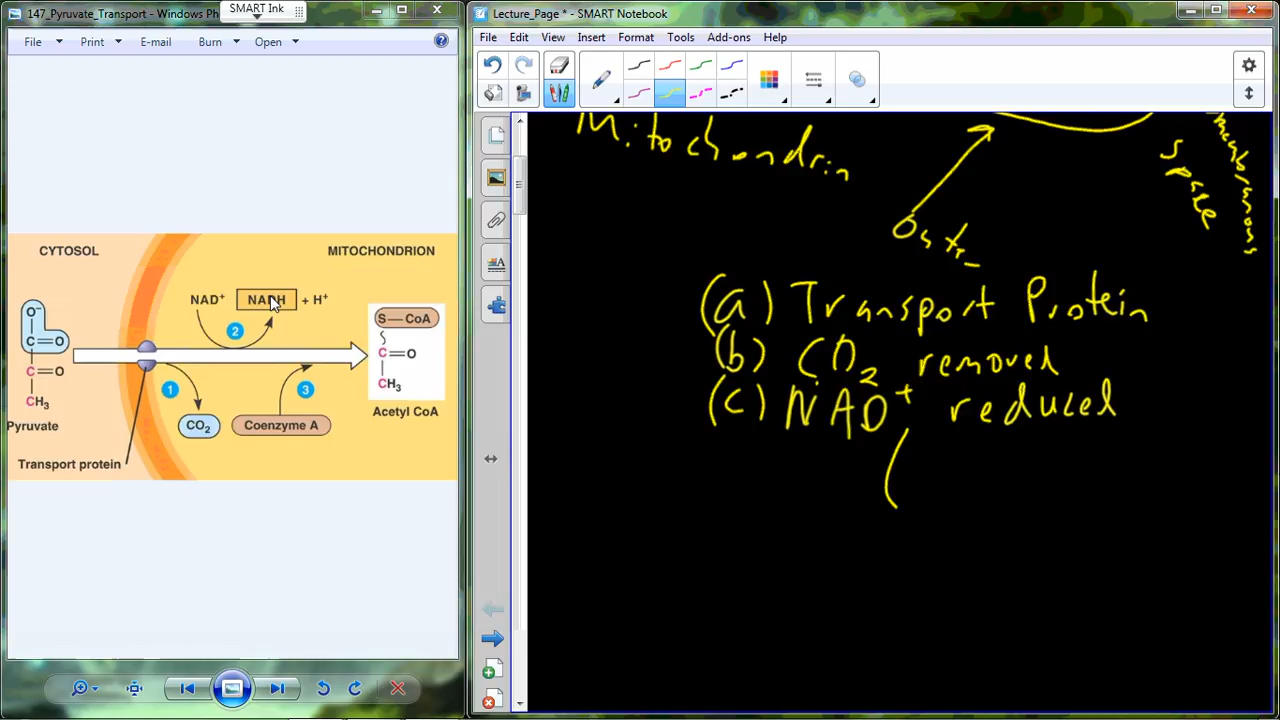 147_Pyruvate_Transport - Windows Ph
SMART Ink
File Print E-mail Burn Open
CYTOSOL
MITOCHONDRION
NAD⁺ NADH + H⁺
2
O⁻
C=O
C=O
CH₃
Pyruvate
Transport protein
1
CO₂
3
Coenzyme A
S—CoA
C=O
CH₃
Acetyl CoA
Lecture_Page * - SMART Notebook
File Edit View Insert Format Tools Add-ons Help
Mitochondrin
space
(a) Transport Protein
(b) CO₂ removed
(c) NAD⁺ reduced